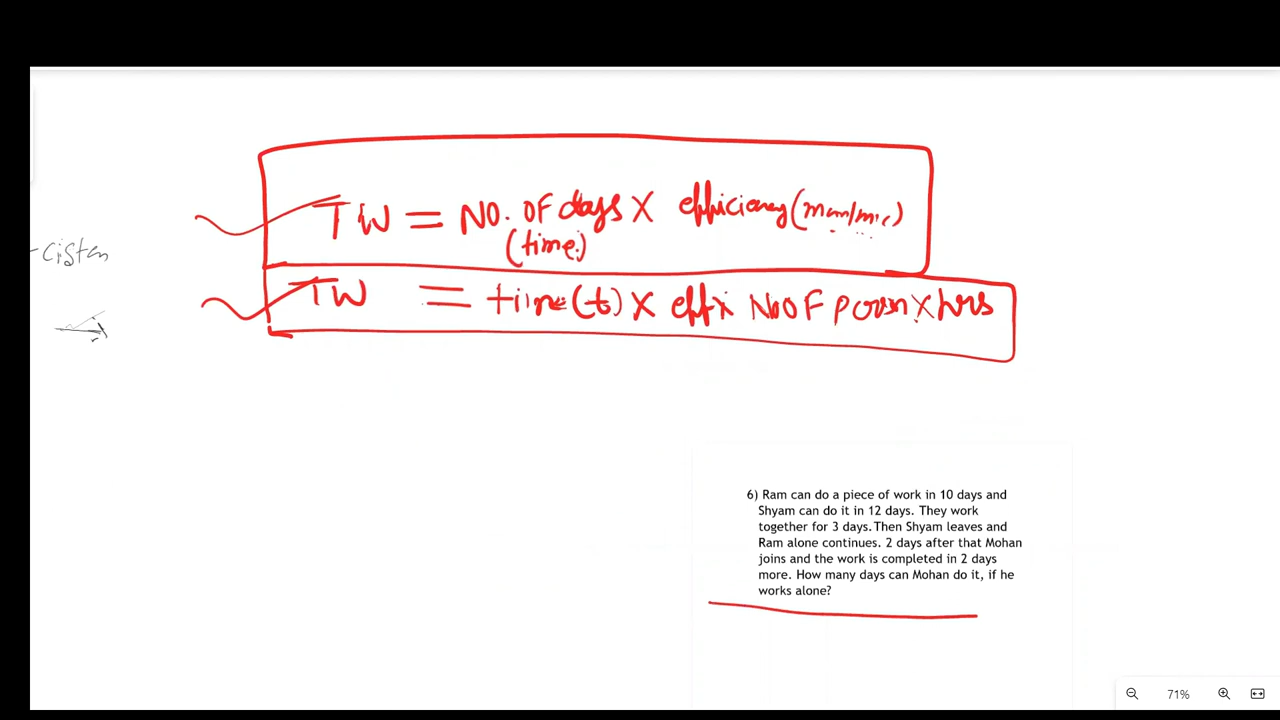 TW = NO. OF days X efficiency (
(time)
-cistern
TW = time (t) X eff X NO OF person X hrs
6) Ram can do a piece of work in 10 days and
Shyam can do it in 12 days. They work
together for 3 days. Then Shyam leaves and
Ram alone continues. 2 days after that Mohan
joins and the work is completed in 2 days
more. How many days can Mohan do it, if he
works alone?
71%